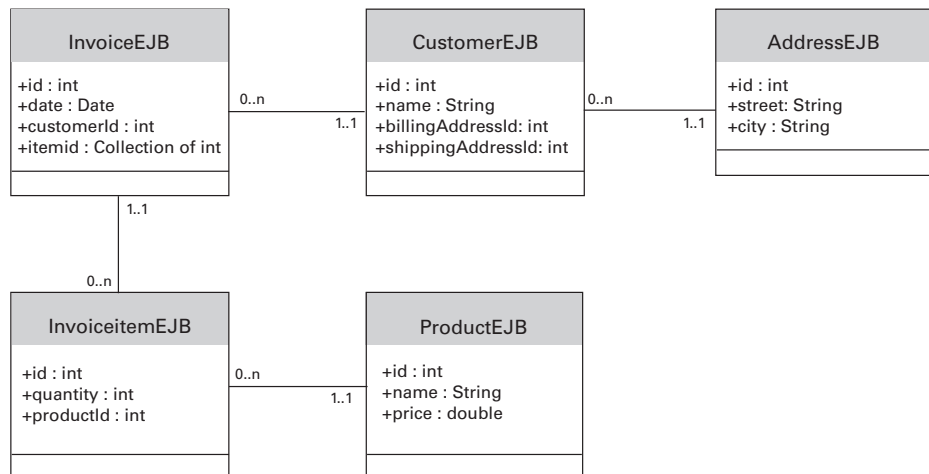 InvoiceEJB
+id : int
+date : Date
+customerId : int
+itemid : Collection of int
0..n
1..1
CustomerEJB
+id : int
+name : String
+billingAddressId: int
+shippingAddressId: int
0..n
1..1
AddressEJB
+id : int
+street: String
+city : String
1..1
0..n
InvoiceitemEJB
+id : int
+quantity : int
+productId : int
0..n
1..1
ProductEJB
+id : int
+name : String
+price : double